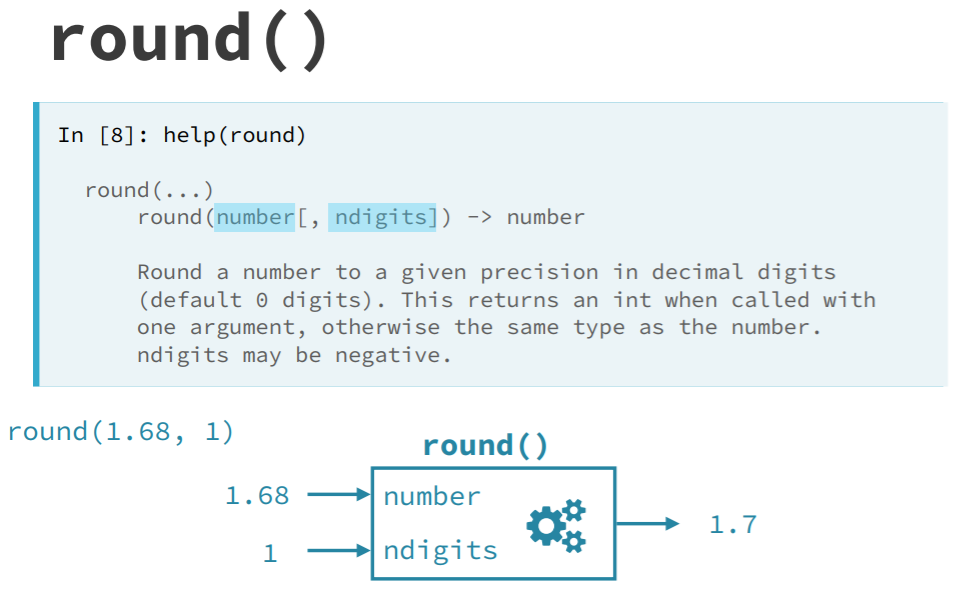 round()
In [8]: help(round)
round(...)
round(number[, ndigits]) -> number
Round a number to a given precision in decimal digits
(default 0 digits). This returns an int when called with
one argument, otherwise the same type as the number.
ndigits may be negative.
round(1.68, 1)
round()
1.68
number
1.7
1
ndigits